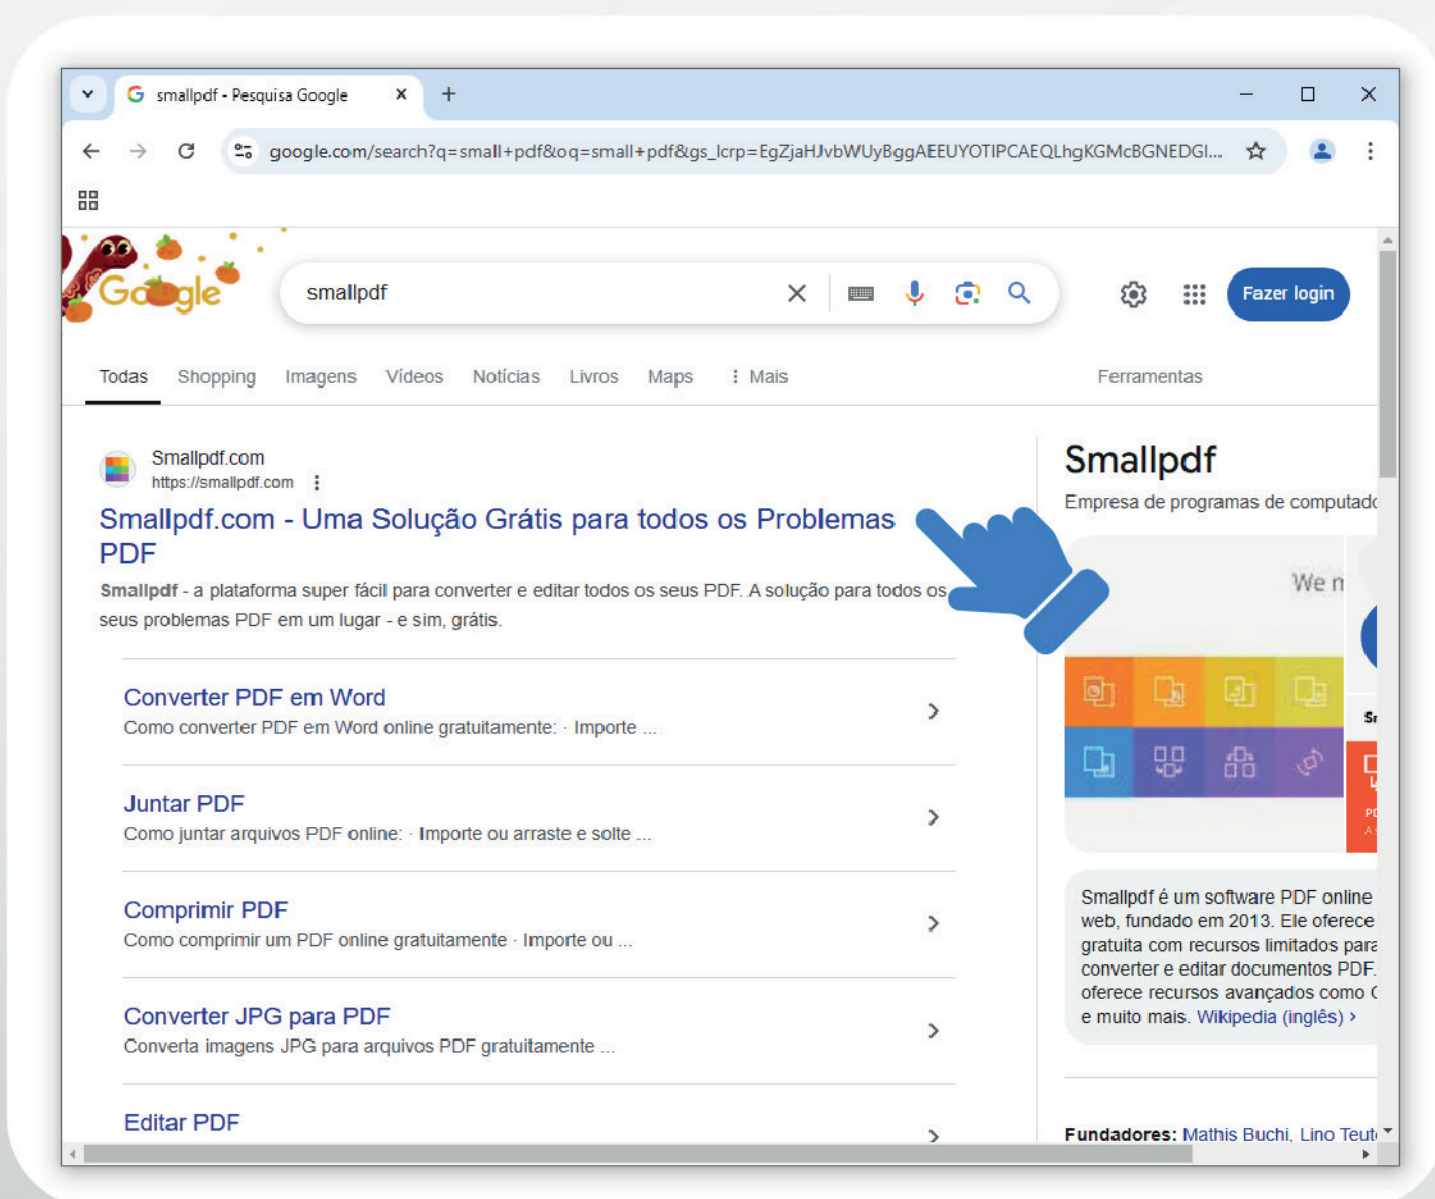 smallpdf - Pesquisa Google
google.com/search?q=small+pdf&oq=small+pdf&gs_lcrp=EgZjaHJvbWUyBggAEEUYOTIPCAEQLhgKGMcBGNEDGI...
Google
smallpdf
Fazer login
Todas Shopping Imagens Vídeos Notícias Livros Maps Mais Ferramentas
Smallpdf.com
https://smallpdf.com
Smallpdf.com - Uma Solução Grátis para todos os Problemas
PDF
Smallpdf - a plataforma super fácil para converter e editar todos os seus PDF. A solução para todos os
seus problemas PDF em um lugar - e sim, grátis.
Converter PDF em Word
Como converter PDF em Word online gratuitamente: · Importe ...
Juntar PDF
Como juntar arquivos PDF online: · Importe ou arraste e solte ...
Comprimir PDF
Como comprimir um PDF online gratuitamente · Importe ou ...
Converter JPG para PDF
Converta imagens JPG para arquivos PDF gratuitamente ...
Editar PDF
Smallpdf
Empresa de programas de computado
We
Smallpdf é um software PDF online
web, fundado em 2013. Ele oferece
gratuita com recursos limitados para
converter e editar documentos PDF.
oferece recursos avançados como
e muito mais. Wikipedia (inglês)
Fundadores: Mathis Buchi, Lino Teut